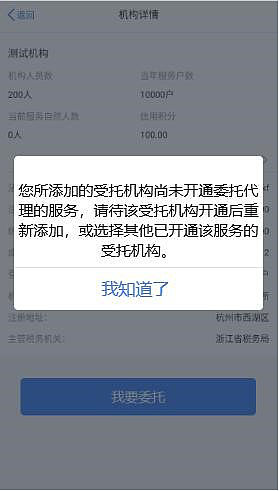 返回
机构详情
测试机构
机构人员数
当年服务户数
200人
10000户
当前服务自然人数
信用积分
0人
100.00
您所添加的受托机构尚未开通委托代
理的服务，请待该受托机构开通后重
新添加，或选择其他已开通该服务的
受托机构。
我知道了
注册地址：
杭州市西湖区
主管税务机关：
浙江省税务局
我要委托